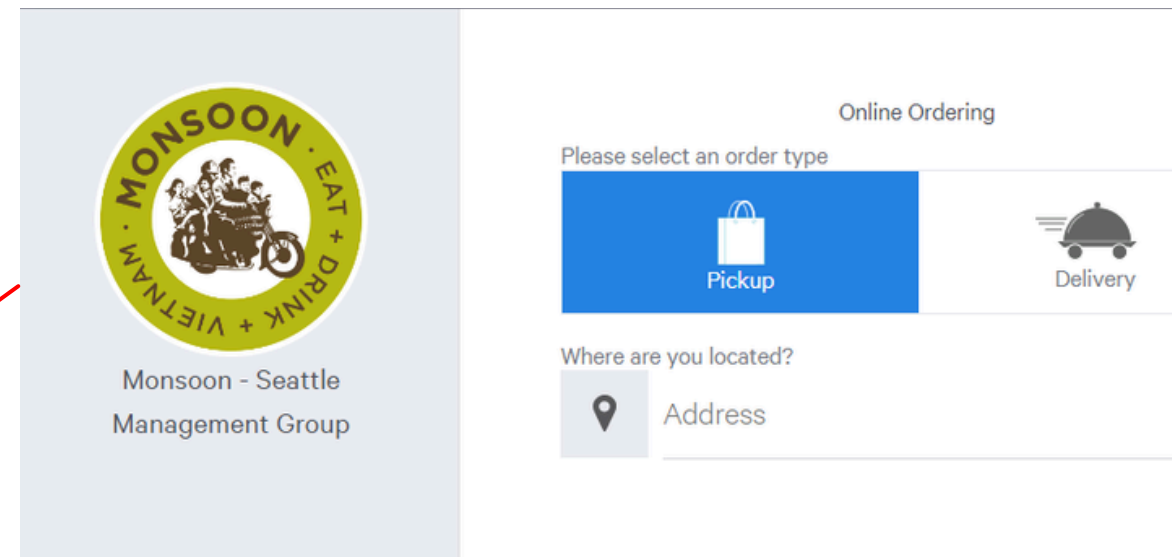 MONSOON · EAT + DRINK + VIETNAM ·
Monsoon - Seattle
Management Group
Online Ordering
Please select an order type
Pickup
Delivery
Where are you located?
Address